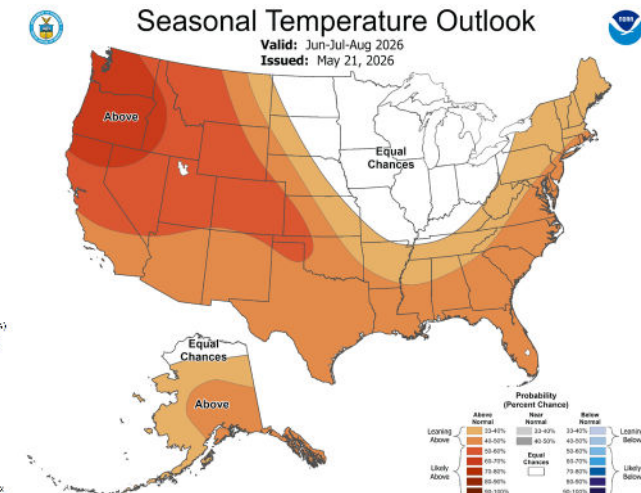 Seasonal Temperature Outlook
Valid: Jun-Jul-Aug 2026
Issued: May 21, 2026
noaa
Above
Equal
Chances
Equal
Chances
Above
Probability
(Percent Chance)
Above
Normal
Near
Normal
Below
Normal
Leaning
Above
33-40%
40-50%
33-40%
40-50%
33-40%
40-50%
Leaning
Below
Likely
Above
50-60%
60-70%
70-80%
80-90%
90-100%
Equal
Chances
50-60%
60-70%
70-80%
80-90%
90-100%
Likely
Below